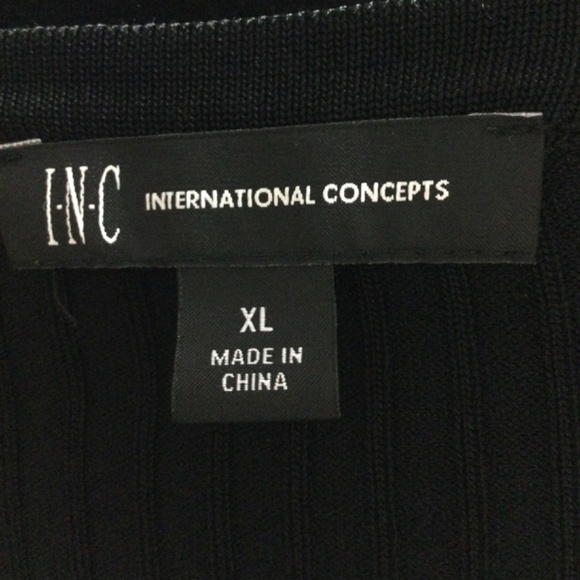 I·N·C INTERNATIONAL CONCEPTS
XL
MADE IN
CHINA